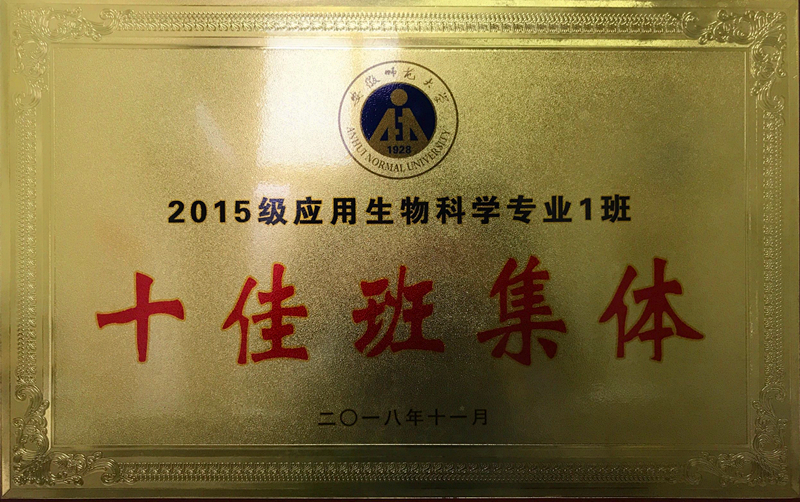 安徽师范大学
1928
ANHUI NORMAL UNIVERSITY
2015级应用生物科学专业1班
十佳班集体
二〇一八年十一月